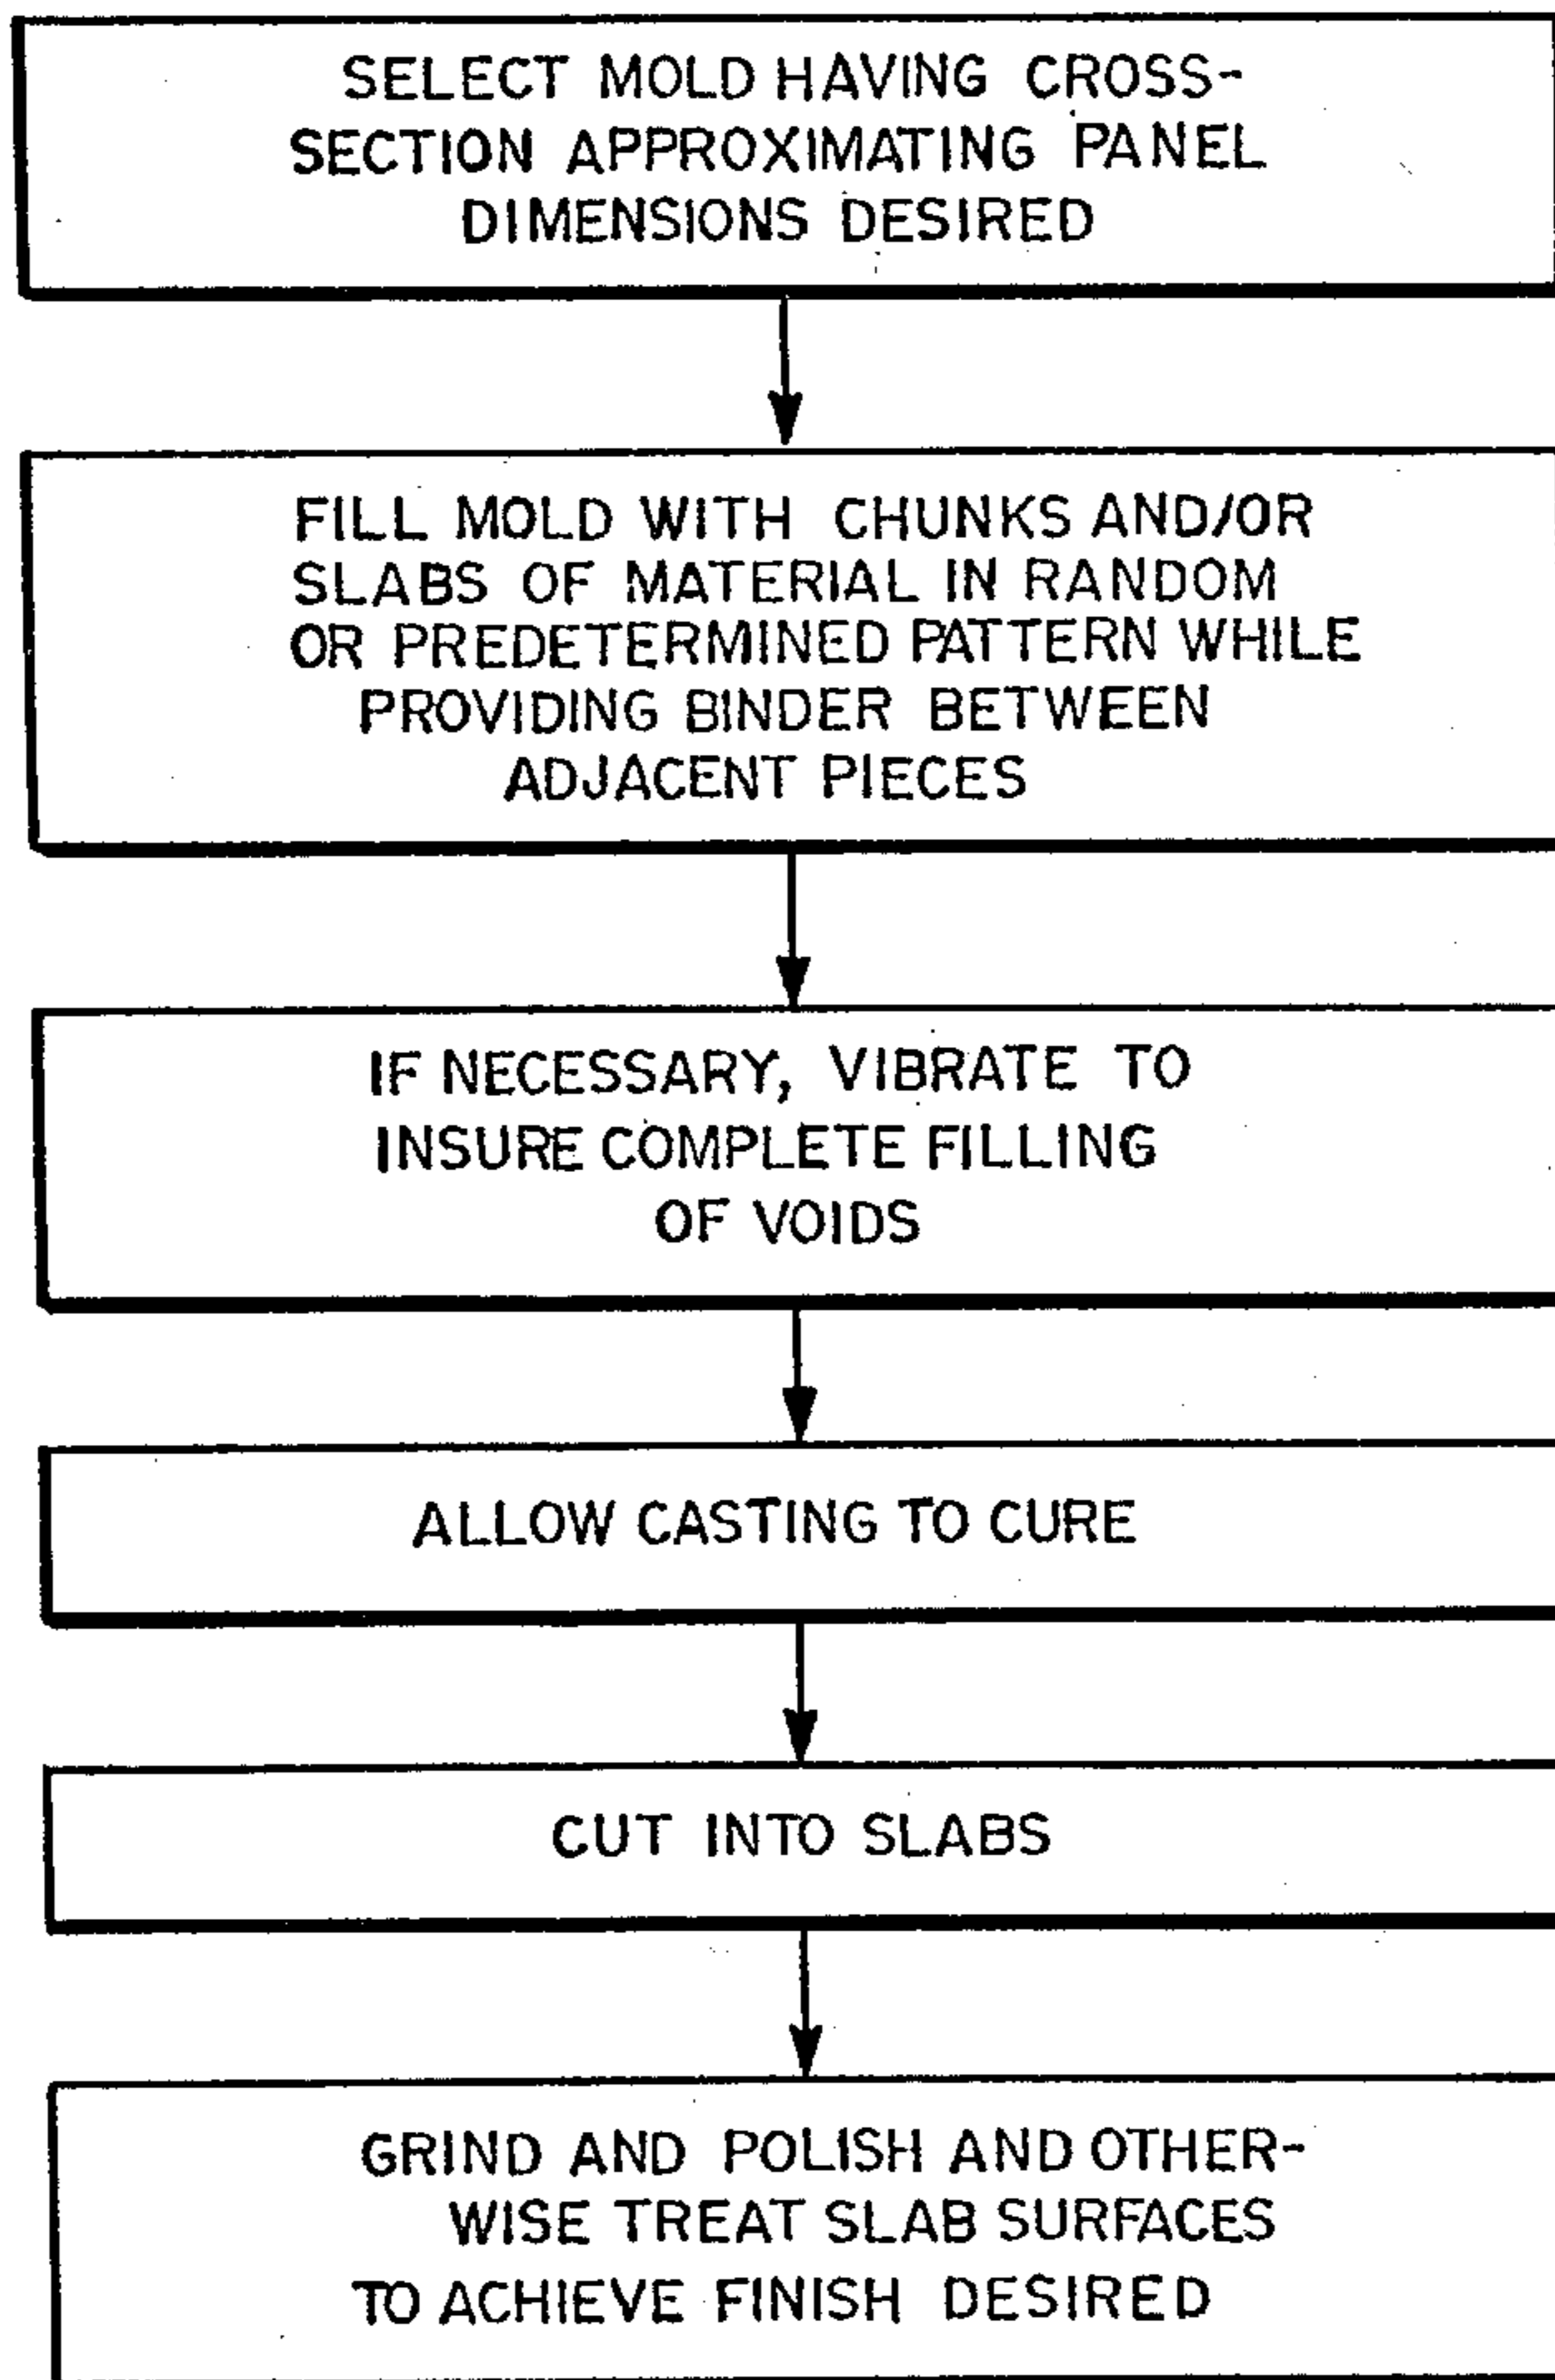 SELECT MOLD HAVING CROSS-
SECTION APPROXIMATING PANEL
DIMENSIONS DESIRED
FILL MOLD WITH CHUNKS AND/OR
SLABS OF MATERIAL IN RANDOM
OR PREDETERMINED PATTERN WHILE
PROVIDING BINDER BETWEEN
ADJACENT PIECES
IF NECESSARY, VIBRATE TO
INSURE COMPLETE FILLING
OF VOIDS
ALLOW CASTING TO CURE
CUT INTO SLABS
GRIND AND POLISH AND OTHER-
WISE TREAT SLAB SURFACES
TO ACHIEVE FINISH DESIRED